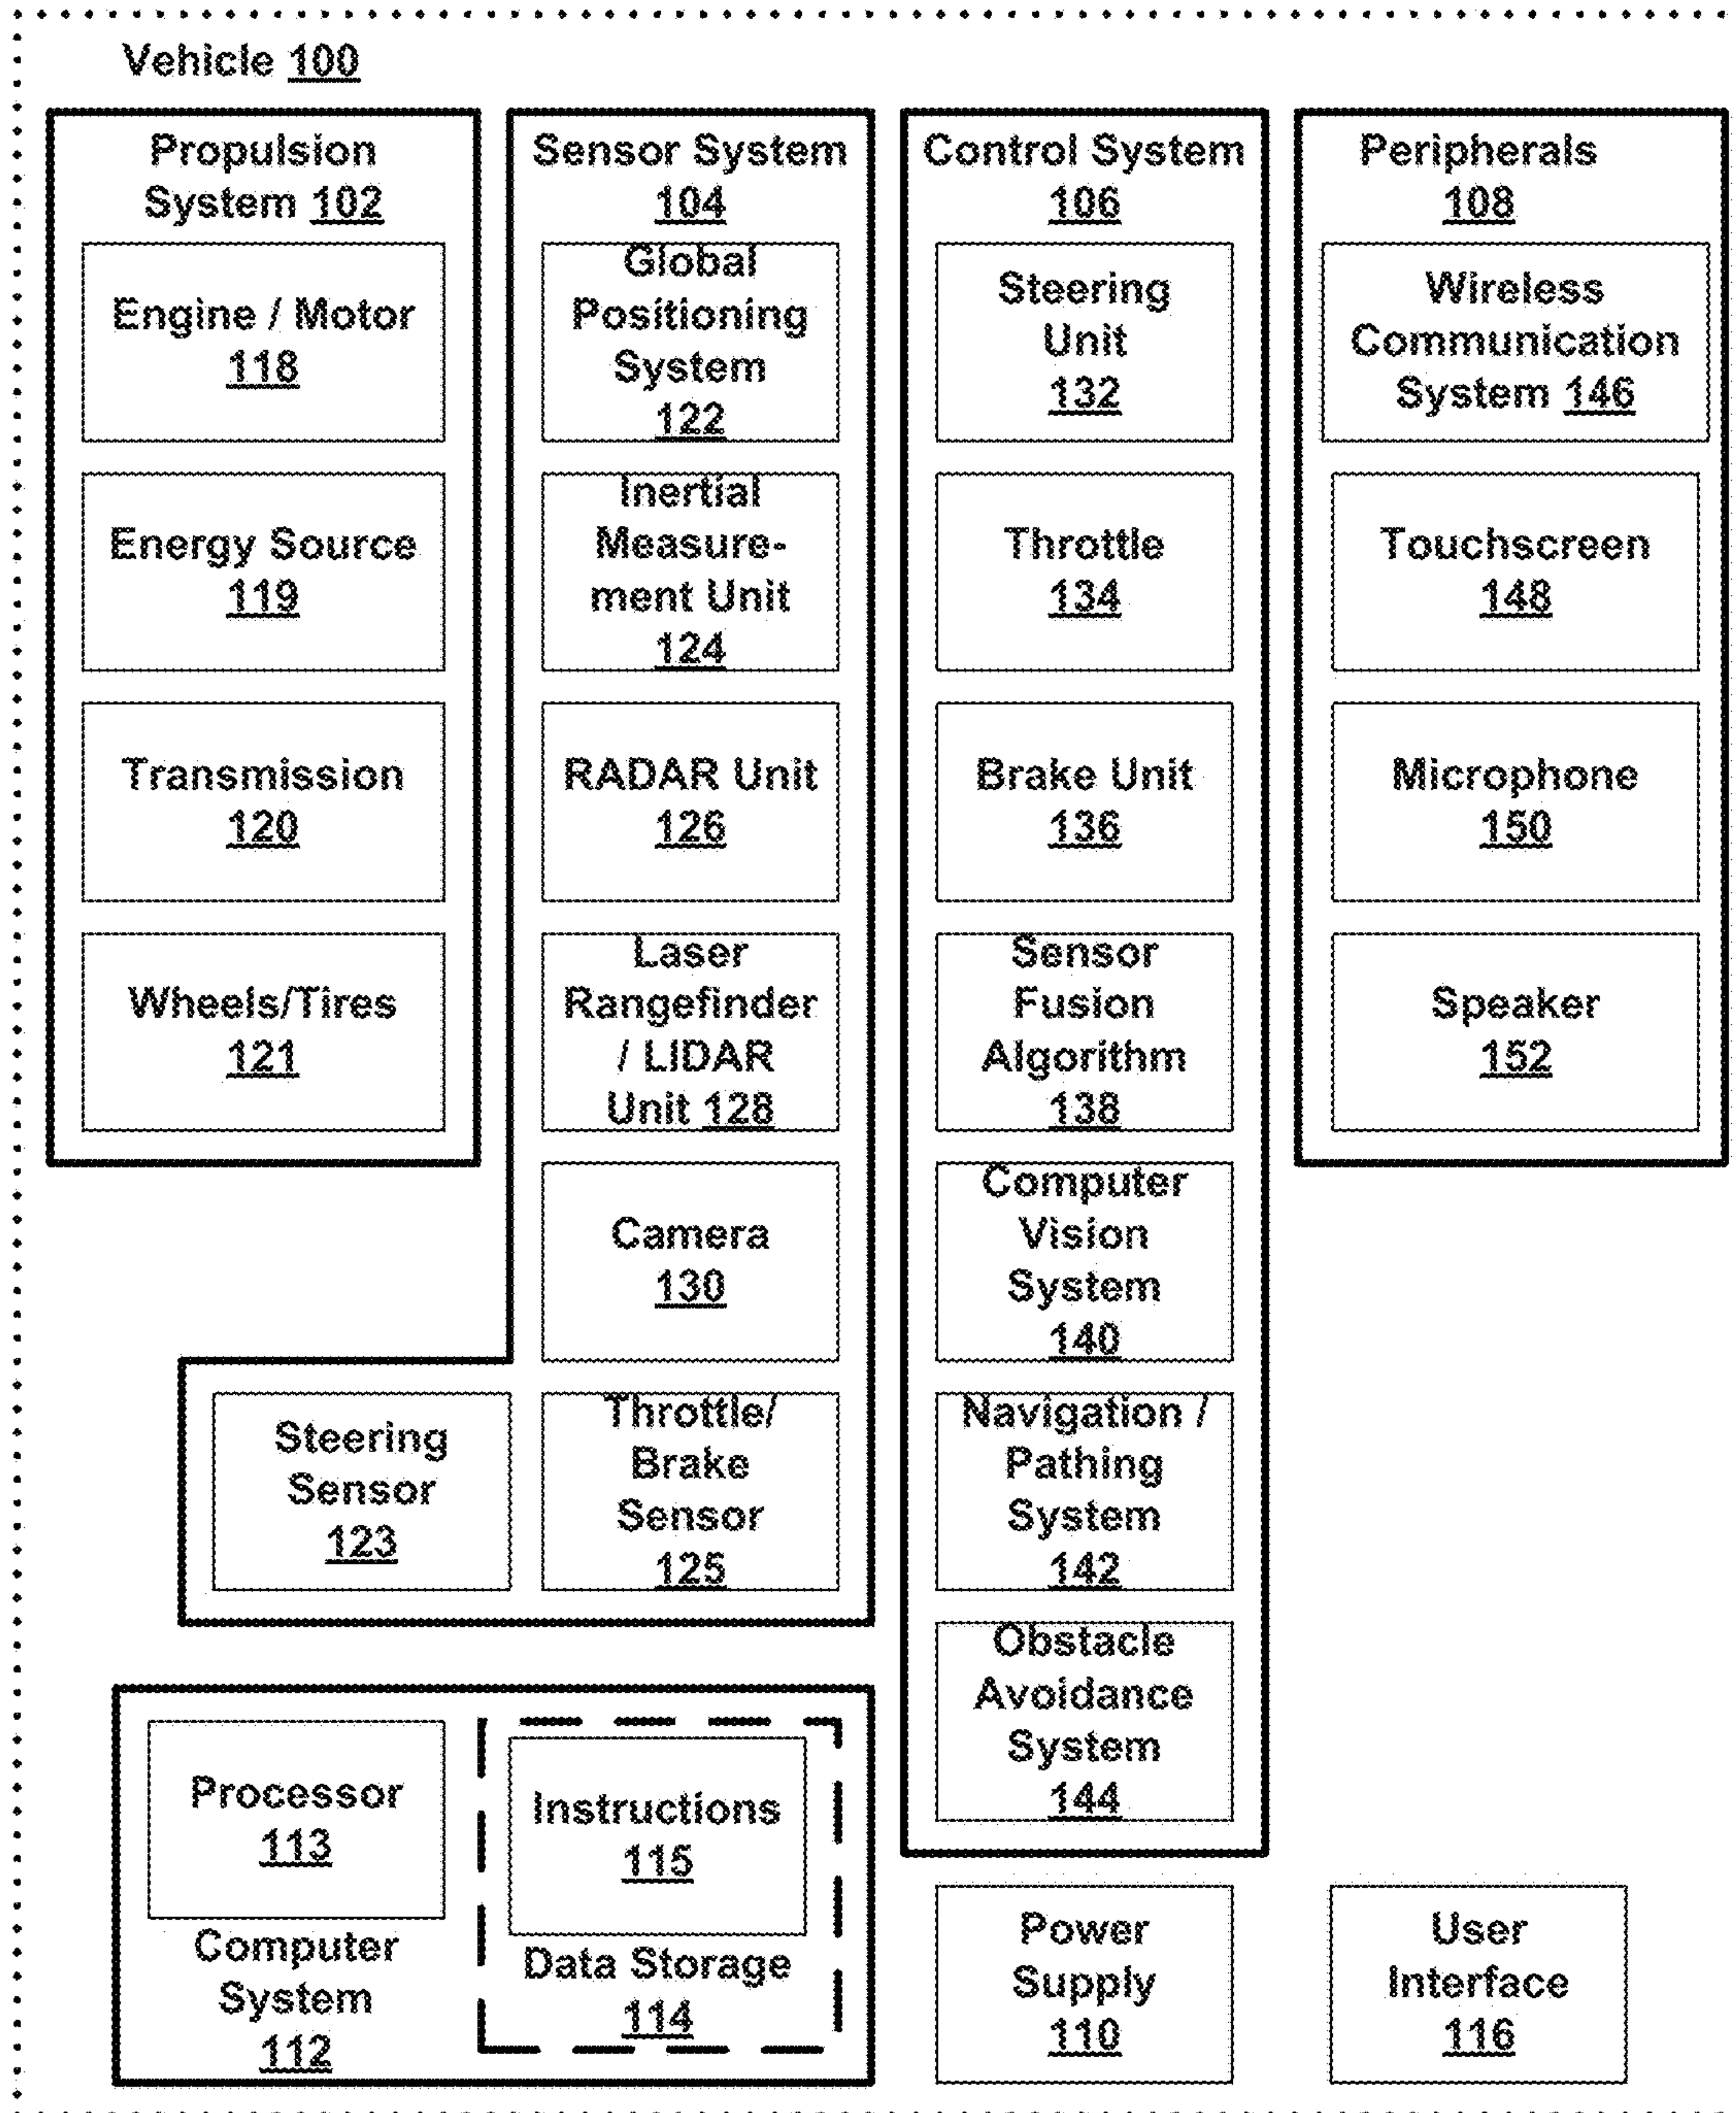 Vehicle 100
Propulsion
System 102
Engine / Motor
118
Energy Source
119
Transmission
120
Wheels/Tires
121
Sensor System
104
Global
Positioning
System
122
Inertial
Measure-
ment Unit
124
RADAR Unit
126
Laser
Rangefinder
/ LIDAR
Unit 128
Camera
130
Steering
Sensor
123
Throttle/
Brake
Sensor
125
Control System
106
Steering
Unit
132
Throttle
134
Brake Unit
136
Sensor
Fusion
Algorithm
138
Computer
Vision
System
140
Navigation /
Pathing
System
142
Obstacle
Avoidance
System
144
Peripherals
108
Wireless
Communication
System 146
Touchscreen
148
Microphone
150
Speaker
152
Processor
113
Computer
System
112
Instructions
115
Data Storage
114
Power
Supply
110
User
Interface
116